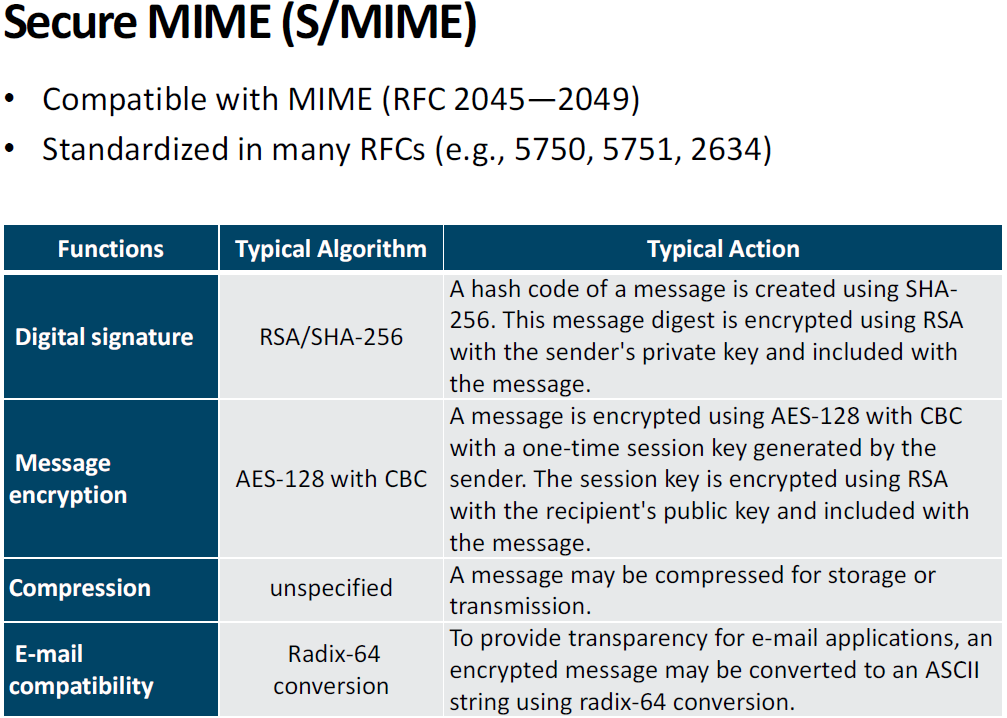 Secure MIME (S/MIME)
• Compatible with MIME (RFC 2045—2049)
• Standardized in many RFCs (e.g., 5750, 5751, 2634)
Functions
Typical Algorithm
Typical Action
Digital signature
RSA/SHA-256
A hash code of a message is created using SHA-
256. This message digest is encrypted using RSA
with the sender's private key and included with
the message.
Message
encryption
AES-128 with CBC
A message is encrypted using AES-128 with CBC
with a one-time session key generated by the
sender. The session key is encrypted using RSA
with the recipient's public key and included with
the message.
Compression
unspecified
A message may be compressed for storage or
transmission.
E-mail
compatibility
Radix-64
conversion
To provide transparency for e-mail applications, an
encrypted message may be converted to an ASCII
string using radix-64 conversion.